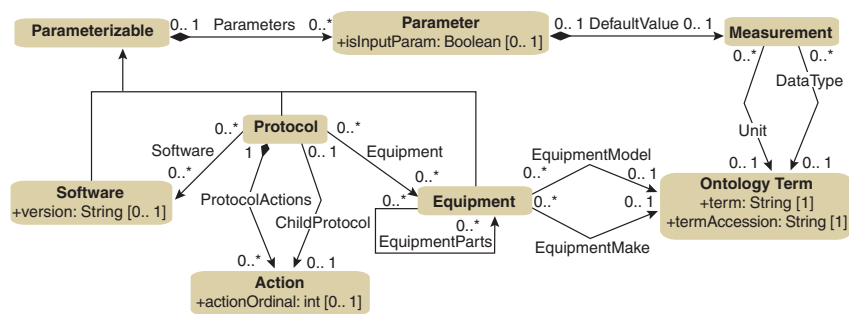 Parameterizable
0.. 1
Parameters
0..*
Parameter
+isInputParam: Boolean [0.. 1]
0.. 1
DefaultValue
0.. 1
Measurement
0..*
0..*
DataType
Unit
0.. 1
0.. 1
Protocol
0..*
0..*
Software
1
0.. 1
Equipment
0..*
0..*
Software
+version: String [0.. 1]
ProtocolActions
ChildProtocol
0..*
0..*
Equipment
0..*
EquipmentParts
0..*
EquipmentModel
0.. 1
0..*
0.. 1
EquipmentMake
Ontology Term
+term: String [1]
+termAccession: String [1]
0..*
0.. 1
Action
+actionOrdinal: int [0.. 1]